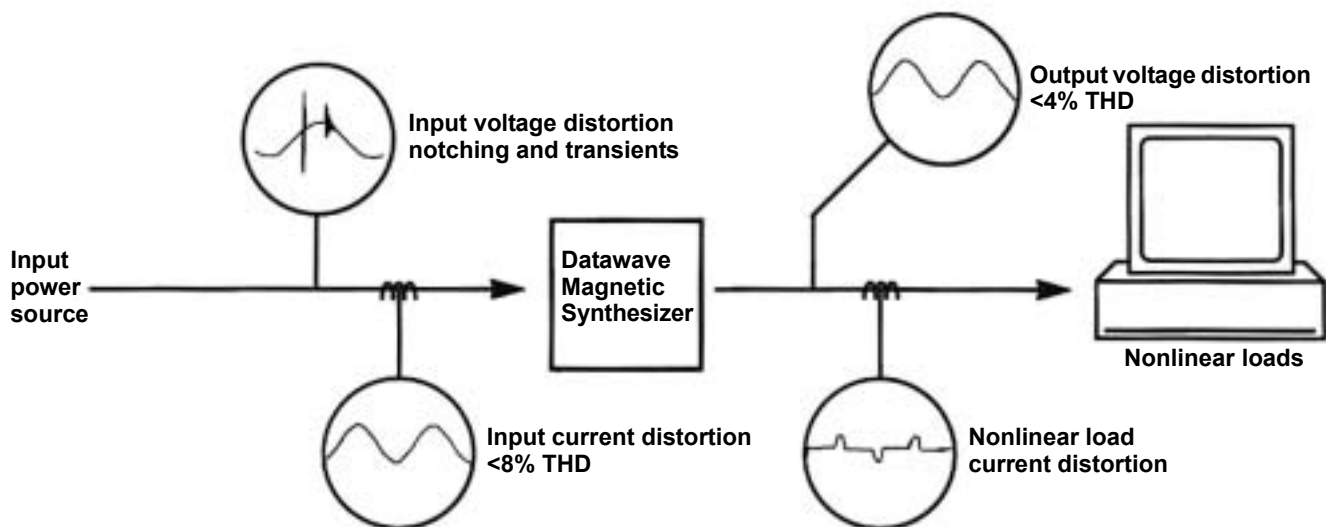 Input voltage distortion
notching and transients
Output voltage distortion
<4% THD
Input
power
source
Datawave
Magnetic
Synthesizer
Nonlinear loads
Input current distortion
<8% THD
Nonlinear load
current distortion